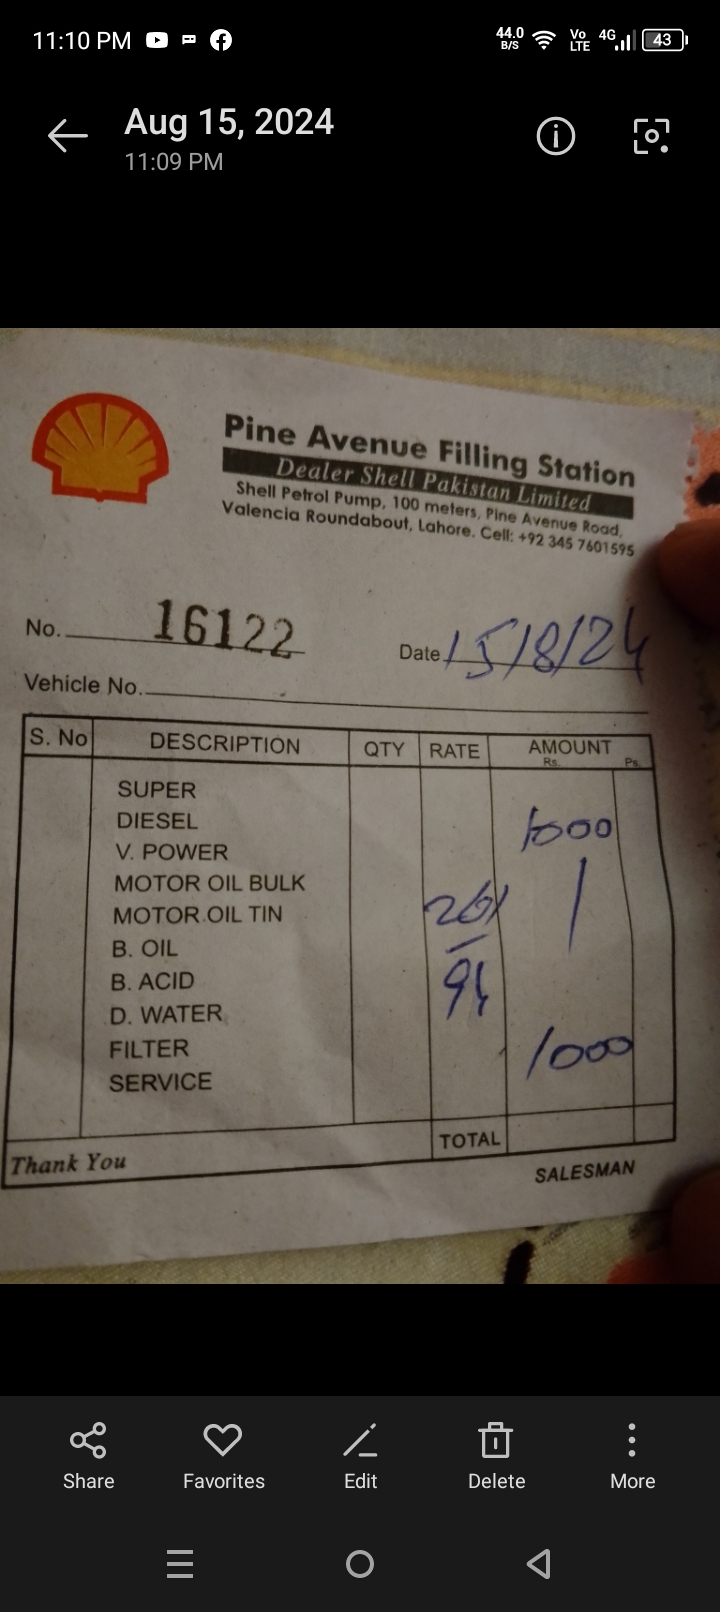 11:10 PM 44.0 B/S Vo LTE 4G 43
Aug 15, 2024
11:09 PM
Pine Avenue Filling Station
Dealer Shell Pakistan Limited
Shell Petrol Pump, 100 meters, Pine Avenue Road,
Valencia Roundabout, Lahore. Cell: +92 345 7601595
No. 16122 Date 15/8/24
Vehicle No.
S. No DESCRIPTION QTY RATE AMOUNT
Rs. Ps.
SUPER
DIESEL 1000
V. POWER
MOTOR OIL BULK
MOTOR OIL TIN 261
B. OIL
B. ACID 94
D. WATER
FILTER 1000
SERVICE
TOTAL
Thank You SALESMAN
Share Favorites Edit Delete More